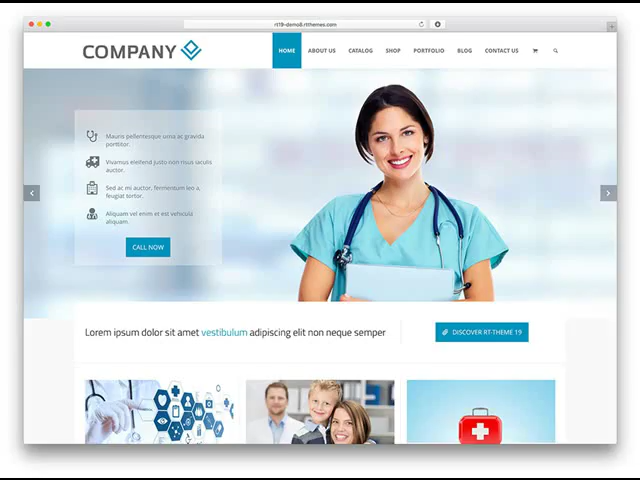 rt19-demo8.rtthemes.com
COMPANY
HOME ABOUT US CATALOG SHOP PORTFOLIO BLOG CONTACT US
Mauris pellentesque urna ac gravida
porttitor.
Vivamus eleifend justo non risus iaculis
auctor.
Sed ac mi auctor, fermentum leo a,
feugiat tortor.
Aliquam vel enim et est vehicula
aliquam.
CALL NOW
Lorem ipsum dolor sit amet vestibulum adipiscing elit non neque semper
DISCOVER RT-THEME 19